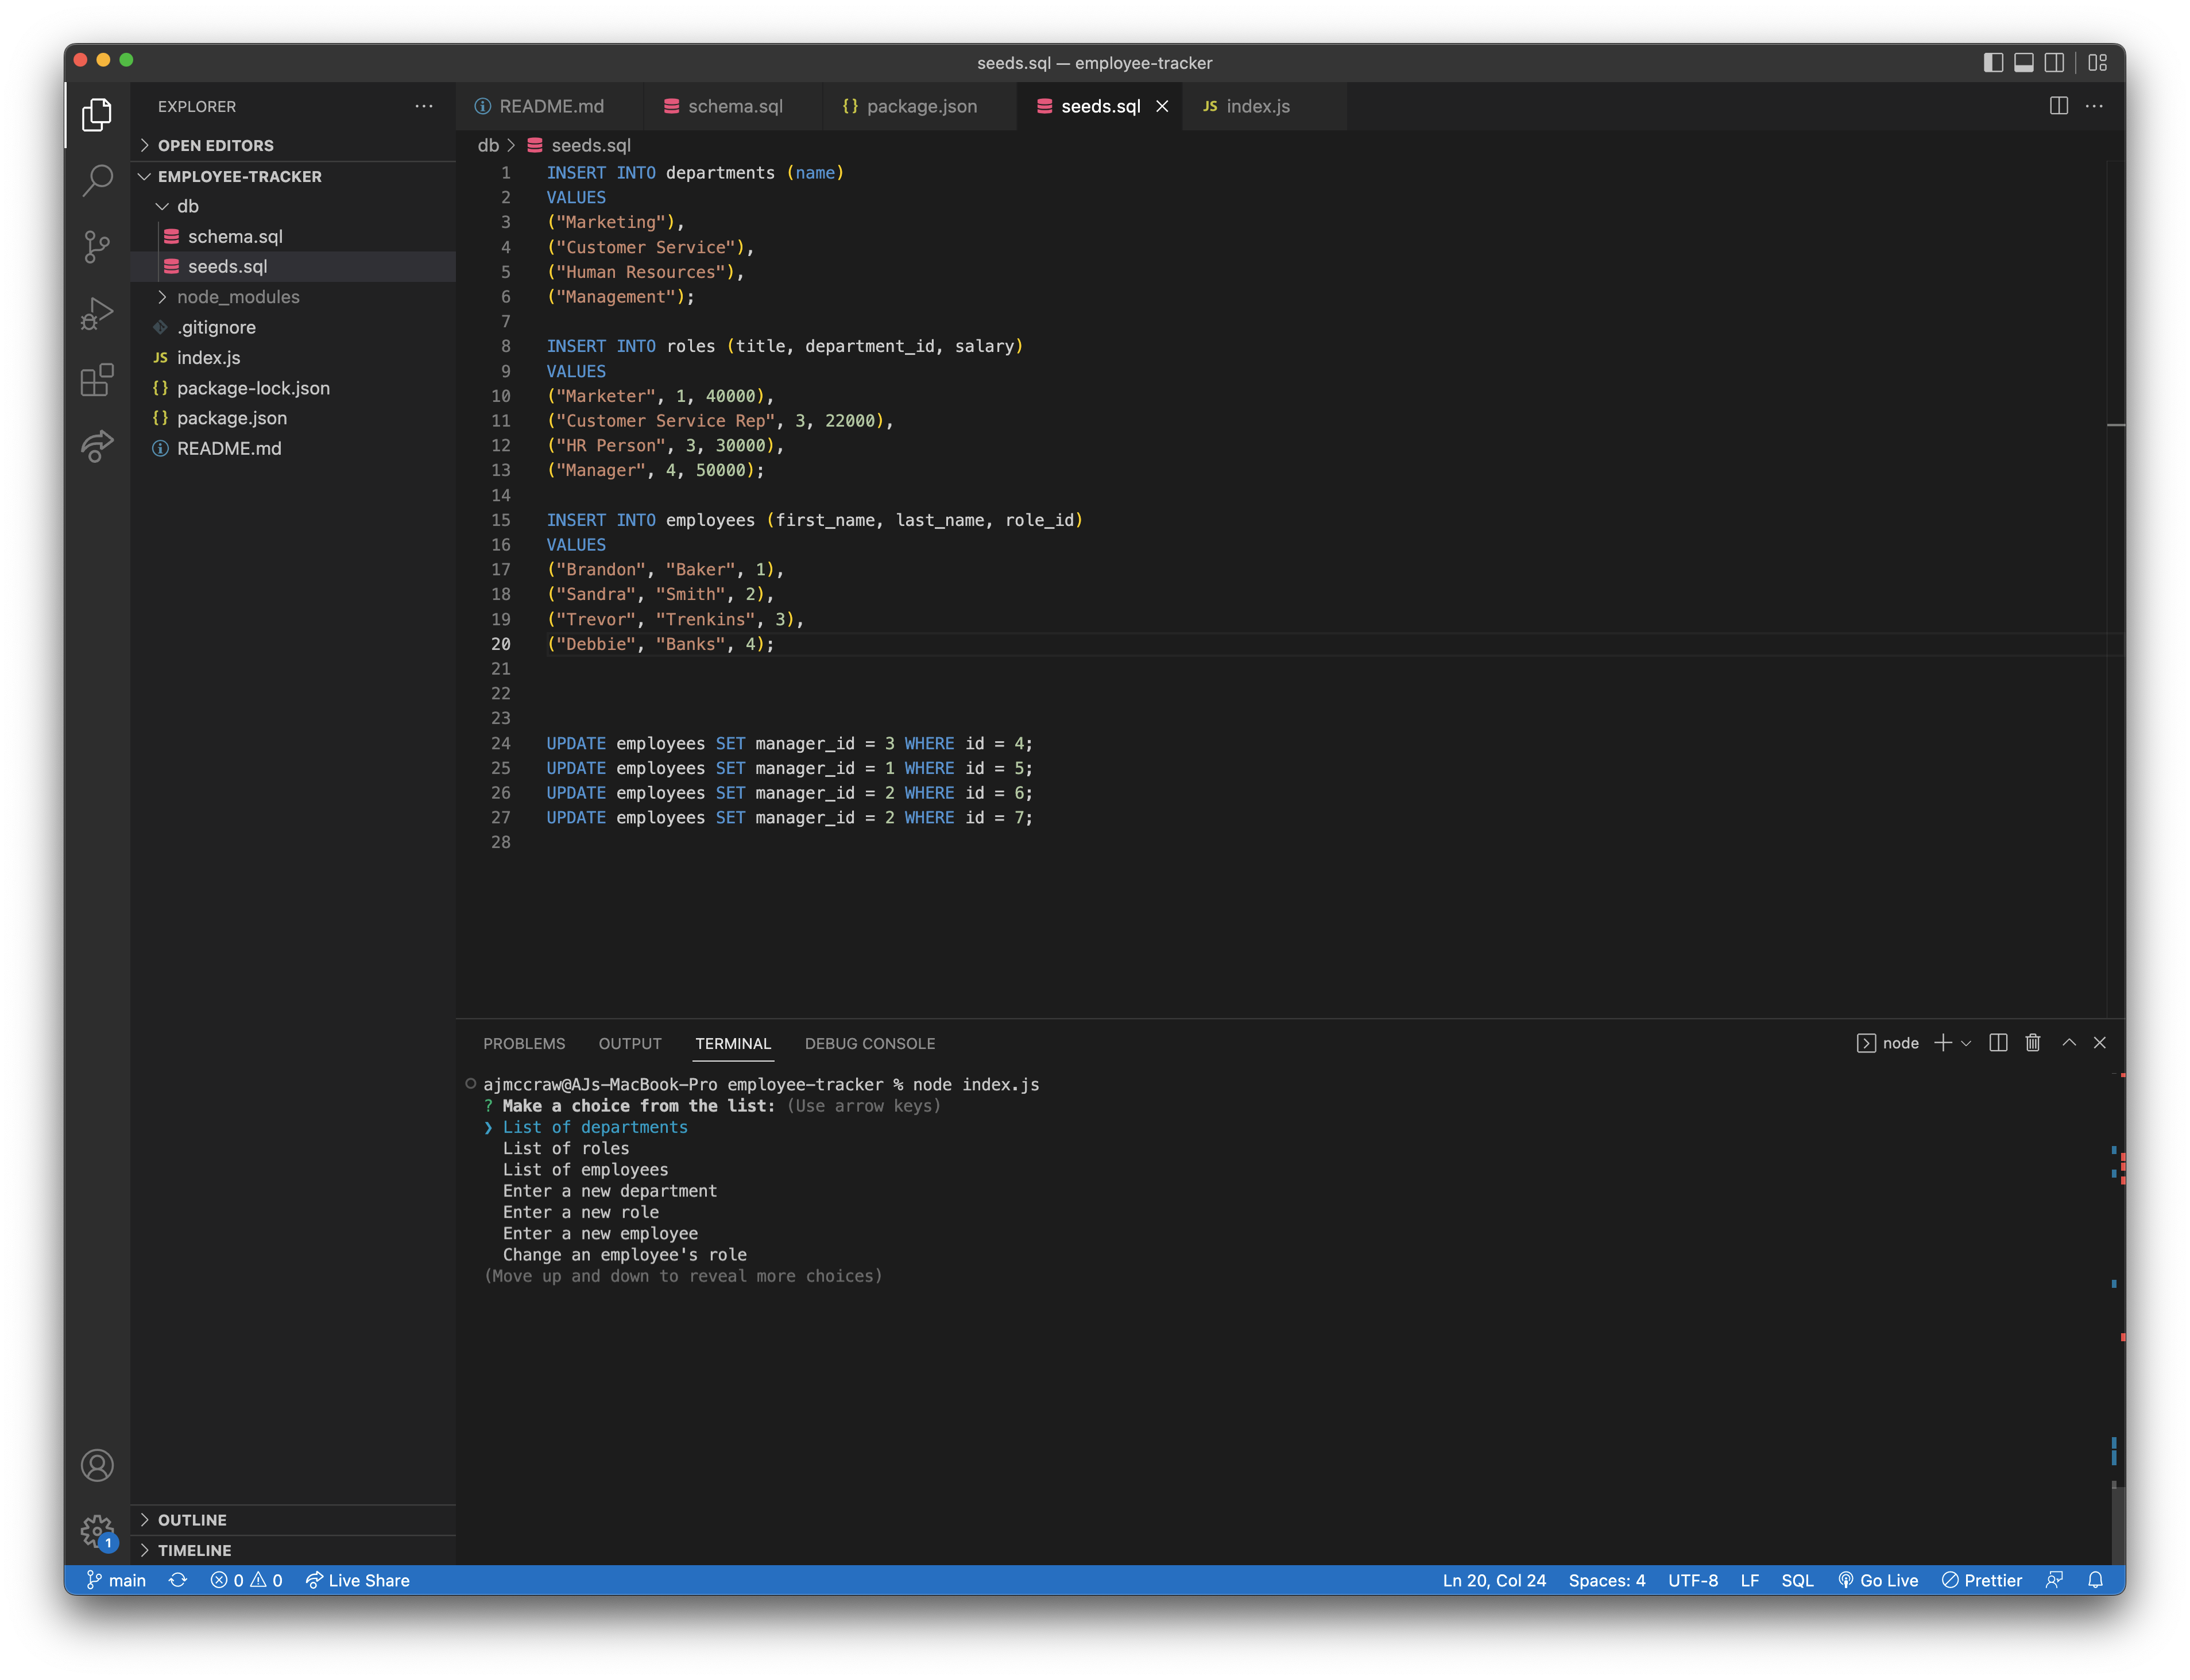 seeds.sql — employee-tracker
EXPLORER
OPEN EDITORS
EMPLOYEE-TRACKER
db
schema.sql
seeds.sql
node_modules
.gitignore
JS index.js
{} package-lock.json
{} package.json
README.md
OUTLINE
TIMELINE
README.md
schema.sql
{} package.json
seeds.sql
JS index.js
db > seeds.sql
1 INSERT INTO departments (name)
2 VALUES
3 ("Marketing"),
4 ("Customer Service"),
5 ("Human Resources"),
6 ("Management");
7
8 INSERT INTO roles (title, department_id, salary)
9 VALUES
10 ("Marketer", 1, 40000),
11 ("Customer Service Rep", 3, 22000),
12 ("HR Person", 3, 30000),
13 ("Manager", 4, 50000);
14
15 INSERT INTO employees (first_name, last_name, role_id)
16 VALUES
17 ("Brandon", "Baker", 1),
18 ("Sandra", "Smith", 2),
19 ("Trevor", "Trenkins", 3),
20 ("Debbie", "Banks", 4);
21
22
23
24 UPDATE employees SET manager_id = 3 WHERE id = 4;
25 UPDATE employees SET manager_id = 1 WHERE id = 5;
26 UPDATE employees SET manager_id = 2 WHERE id = 6;
27 UPDATE employees SET manager_id = 2 WHERE id = 7;
28
PROBLEMS OUTPUT TERMINAL DEBUG CONSOLE
node
ajmccraw@AJs-MacBook-Pro employee-tracker % node index.js
? Make a choice from the list: (Use arrow keys)
❯ List of departments
List of roles
List of employees
Enter a new department
Enter a new role
Enter a new employee
Change an employee's role
(Move up and down to reveal more choices)
1
main 0 0 Live Share Ln 20, Col 24 Spaces: 4 UTF-8 LF SQL Go Live Prettier